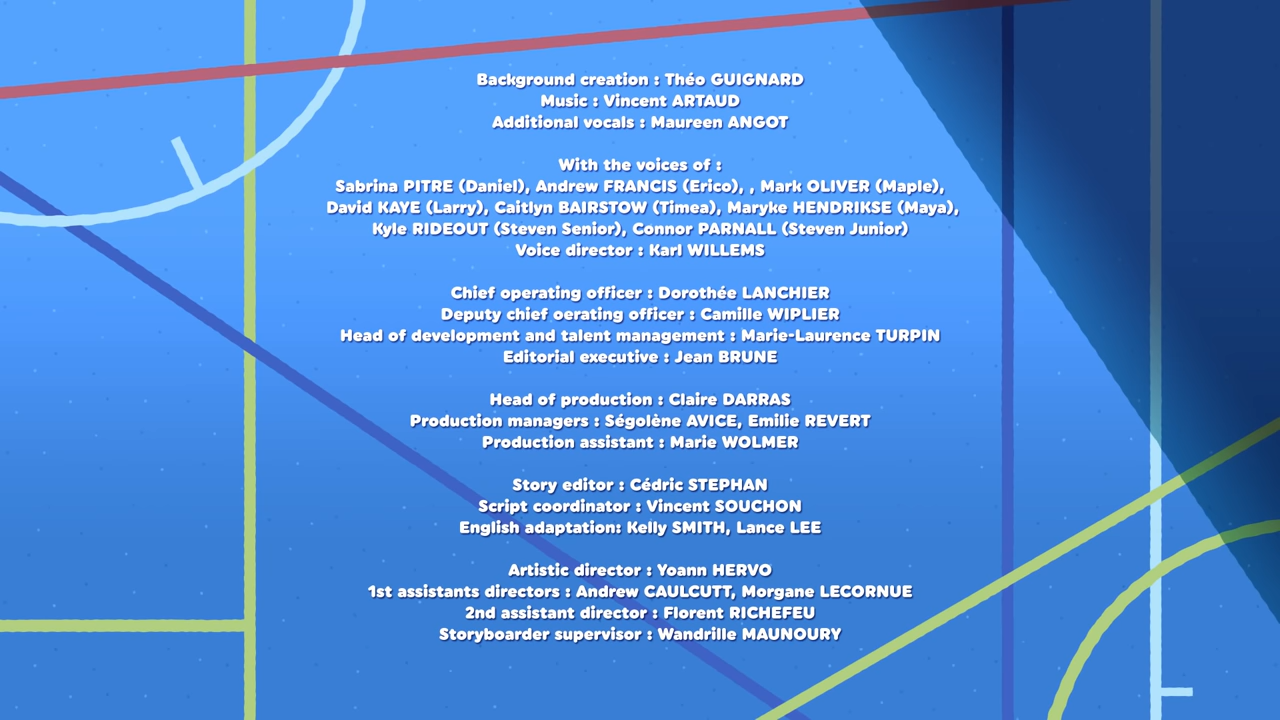 Background creation : Théo GUIGNARD
Music : Vincent ARTAUD
Additional vocals : Maureen ANGOT
With the voices of :
Sabrina PITRE (Daniel), Andrew FRANCIS (Erico), , Mark OLIVER (Maple),
David KAYE (Larry), Caitlyn BAIRSTOW (Timea), Maryke HENDRIKSE (Maya),
Kyle RIDEOUT (Steven Senior), Connor PARNALL (Steven Junior)
Voice director : Karl WILLEMS
Chief operating officer : Dorothée LANCHIER
Deputy chief oerating officer : Camille WIPLIER
Head of development and talent management : Marie-Laurence TURPIN
Editorial executive : Jean BRUNE
Head of production : Claire DARRAS
Production managers : Ségolène AVICE, Emilie REVERT
Production assistant : Marie WOLMER
Story editor : Cédric STEPHAN
Script coordinator : Vincent SOUCHON
English adaptation: Kelly SMITH, Lance LEE
Artistic director : Yoann HERVO
1st assistants directors : Andrew CAULCUTT, Morgane LECORNUE
2nd assistant director : Florent RICHEFEU
Storyboarder supervisor : Wandrille MAUNOURY